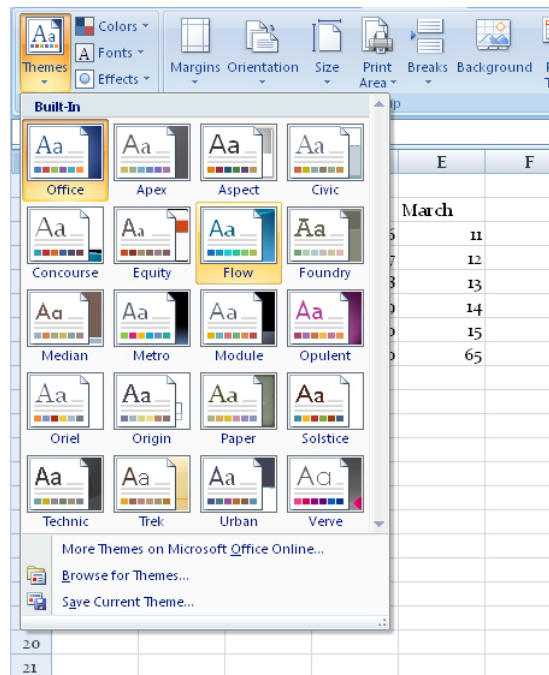 Aa Colors
A Fonts
Themes Effects Margins Orientation Size Print Area Breaks Background
Built-In
Aa Aa Aa Aa
Office Apex Aspect Civic
E F
Aa Aa Aa Aa
Concourse Equity Flow Foundry
March
11
12
13
14
15
65
Aa Aa Aa Aa
Median Metro Module Opulent
Aa Aa Aa Aa
Oriel Origin Paper Solstice
Aa Aa Aa Aa
Technic Trek Urban Verve
More Themes on Microsoft Office Online...
Browse for Themes...
Save Current Theme...
20
21